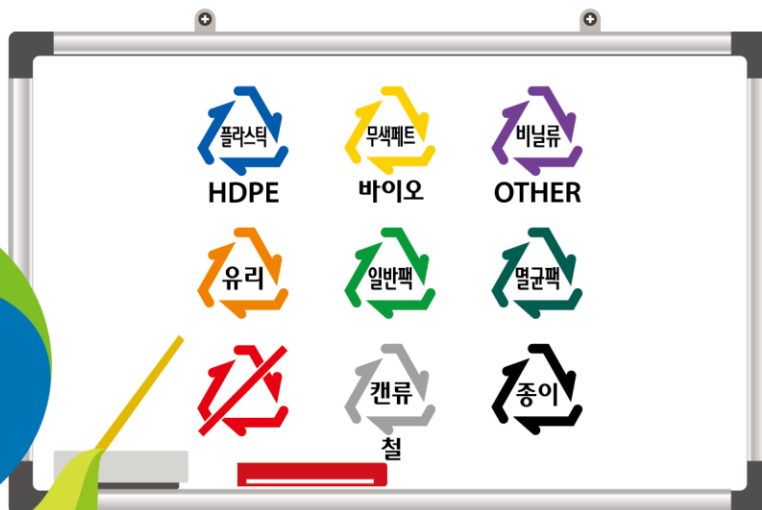 플라스틱 무색페트 비닐류
HDPE 바이오 OTHER
유리 일반팩 멸균팩
캔류 종이
철